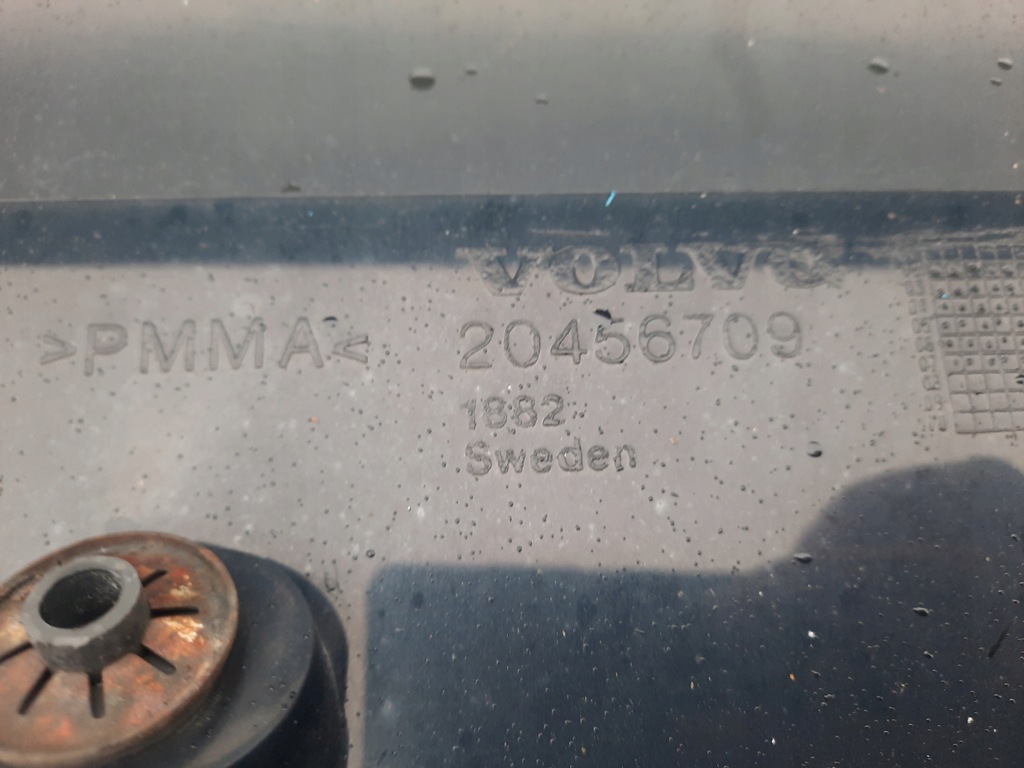 VOLVO
>PMMA< 20456709
1882
Sweden